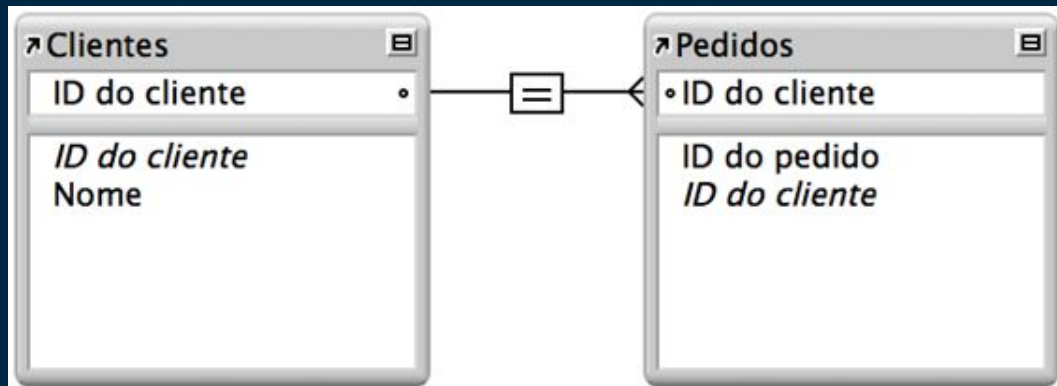 Clientes
ID do cliente
ID do cliente
Nome
Pedidos
ID do cliente
ID do pedido
ID do cliente